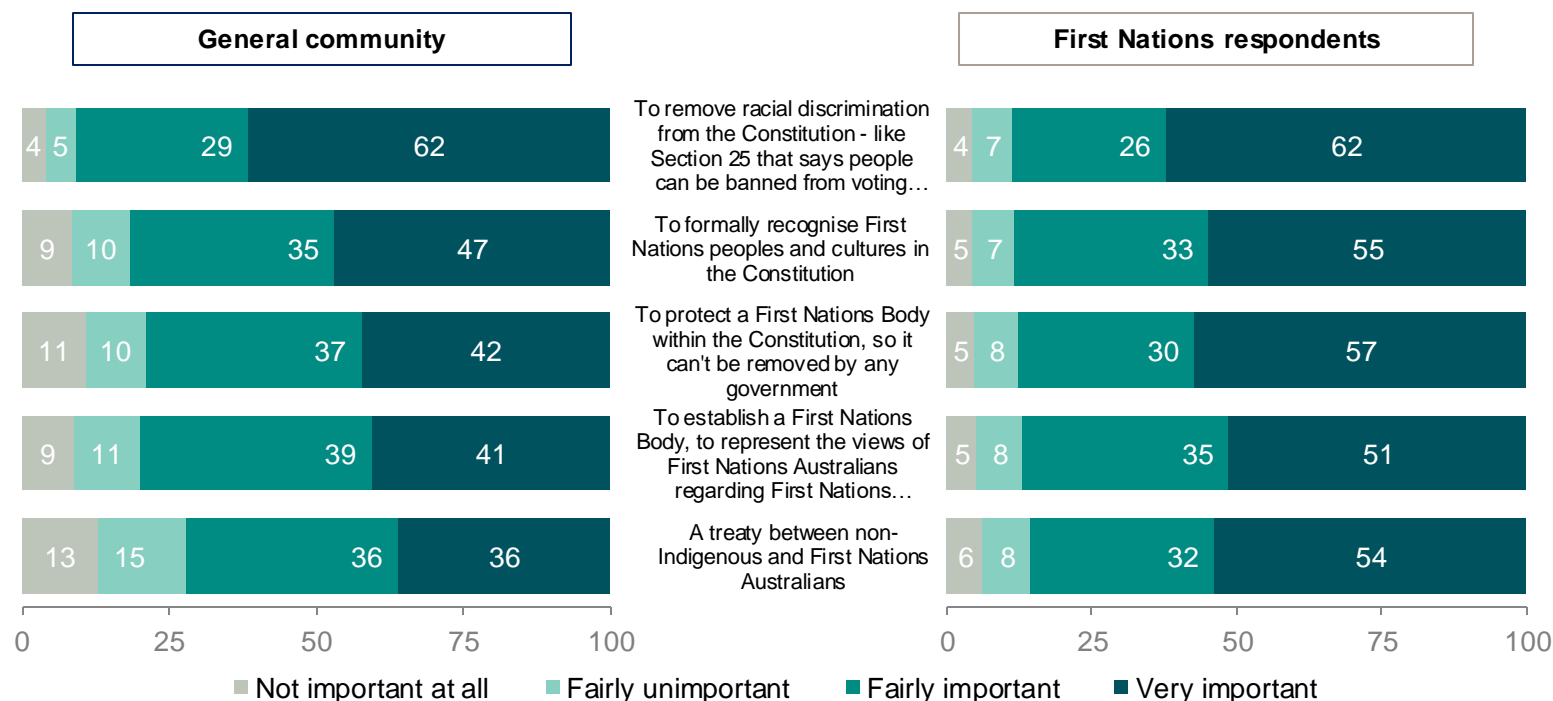 General community
First Nations respondents
4 5 29 62
To remove racial discrimination
from the Constitution - like
Section 25 that says people
can be banned from voting…
4 7 26 62
9 10 35 47
To formally recognise First
Nations peoples and cultures in
the Constitution
5 7 33 55
11 10 37 42
To protect a First Nations Body
within the Constitution, so it
can't be removed by any
government
5 8 30 57
9 11 39 41
To establish a First Nations
Body, to represent the views of
First Nations Australians
regarding First Nations…
5 8 35 51
13 15 36 36
A treaty between non-
Indigenous and First Nations
Australians
6 8 32 54
0 25 50 75 100
0 25 50 75 100
Not important at all
Fairly unimportant
Fairly important
Very important